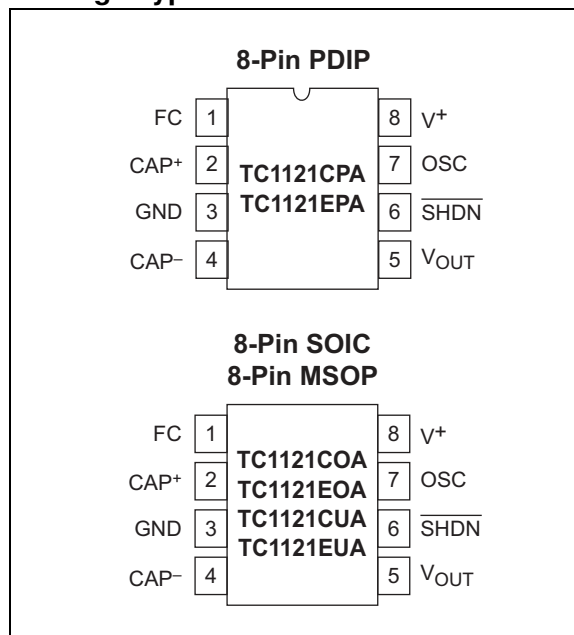 8-Pin PDIP
FC 1 8 V+
CAP+ 2 TC1121CPA 7 OSC
TC1121EPA
GND 3 6 SHDN
CAP– 4 5 VOUT
8-Pin SOIC
8-Pin MSOP
FC 1 8 V+
TC1121COA
CAP+ 2 7 OSC
TC1121EOA
GND 3 TC1121CUA 6 SHDN
TC1121EUA
CAP– 4 5 VOUT